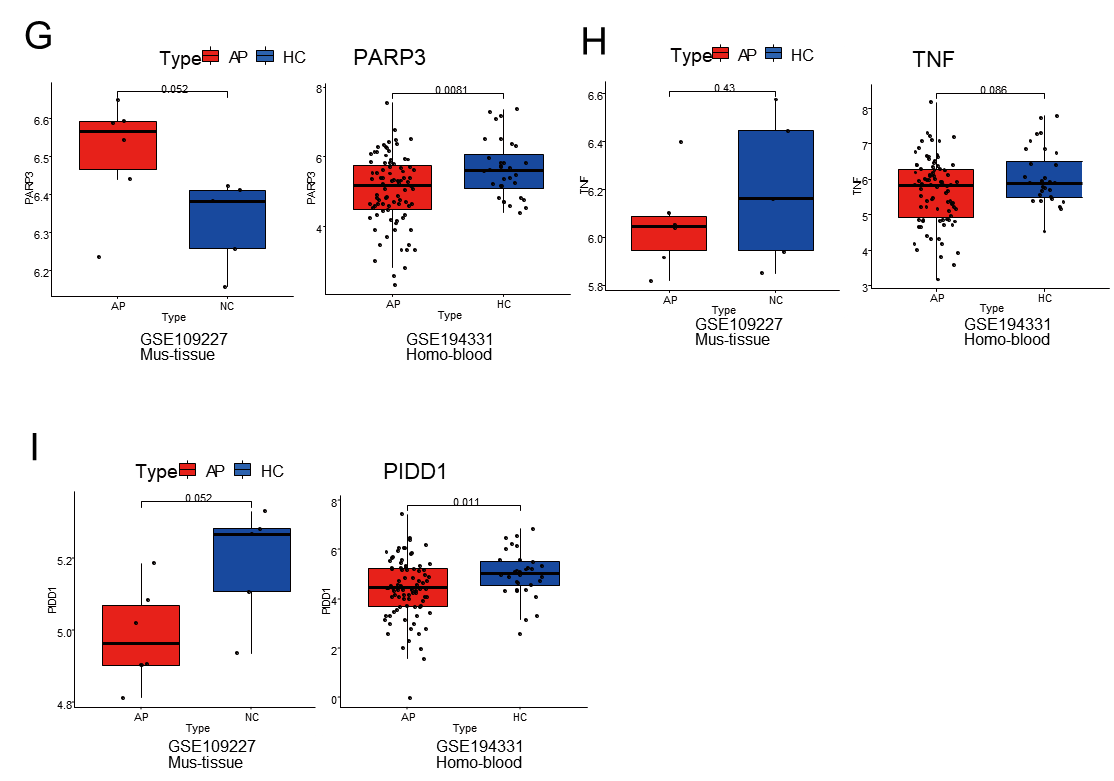 G
Type AP HC
0.052
PARP3
6.6
6.5
6.4
6.3
6.2
AP NC
Type
GSE109227
Mus-tissue
PARP3
0.0081
PARP3
8
6
4
AP HC
Type
GSE194331
Homo-blood
H
Type AP HC
0.43
TNF
6.6
6.4
6.2
6.0
5.8
AP NC
Type
GSE109227
Mus-tissue
TNF
0.086
TNF
8
7
6
5
4
3
AP HC
Type
GSE194331
Homo-blood
I
Type AP HC
0.052
PIDD1
5.2
5.0
4.8
AP NC
Type
GSE109227
Mus-tissue
PIDD1
0.011
PIDD1
8
6
4
2
0
AP HC
Type
GSE194331
Homo-blood